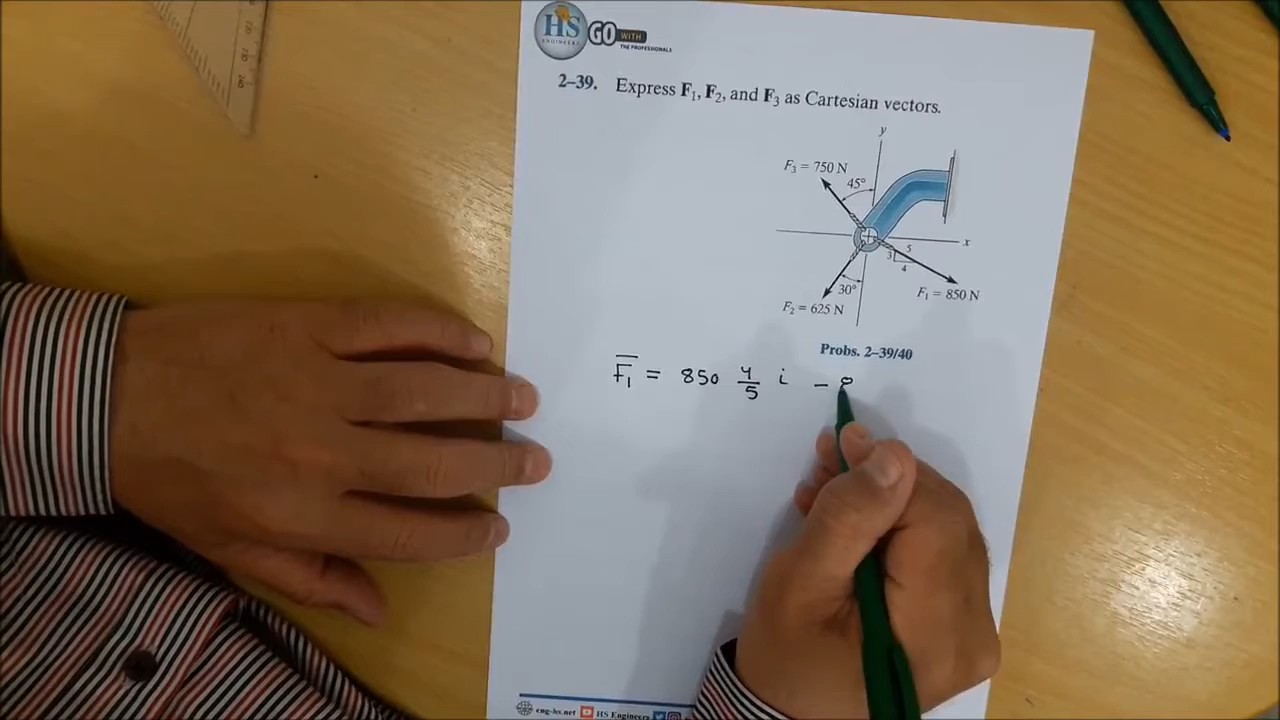 HS
ENGINEERS
GO WITH
THE PROFESSIONALS
2–39. Express F₁, F₂, and F₃ as Cartesian vectors.
y
F₃ = 750 N
45°
x
5
3
4
30°
F₁ = 850 N
F₂ = 625 N
Probs. 2–39/40
F₁ = 850 4/5 i – 8
eng-hs.net HS Engineers